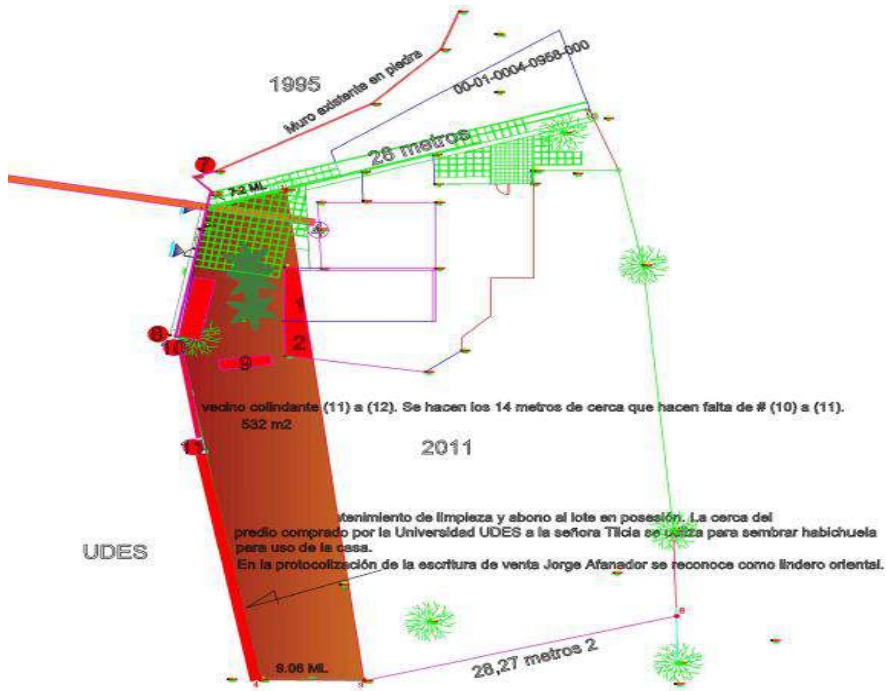 1995
Muro existente en piedra
00-01-0004-0958-000
28 metros
7
7.2 ML
1
2
8
10
9
vecino colindante (11) a (12). Se hacen los 14 metros de cerca que hacen falta de # (10) a (11).
532 m2
2011
tenimiento de limpieza y abono al lote en posesión. La cerca del
predio comprado por la Universidad UDES a la señora Tilcia se utiliza para sembrar habichuela
para uso de la casa.
En la protocolización de la escritura de venta Jorge Afanador se reconoce como lindero oriental.
UDES
9.06 ML
28,27 metros 2